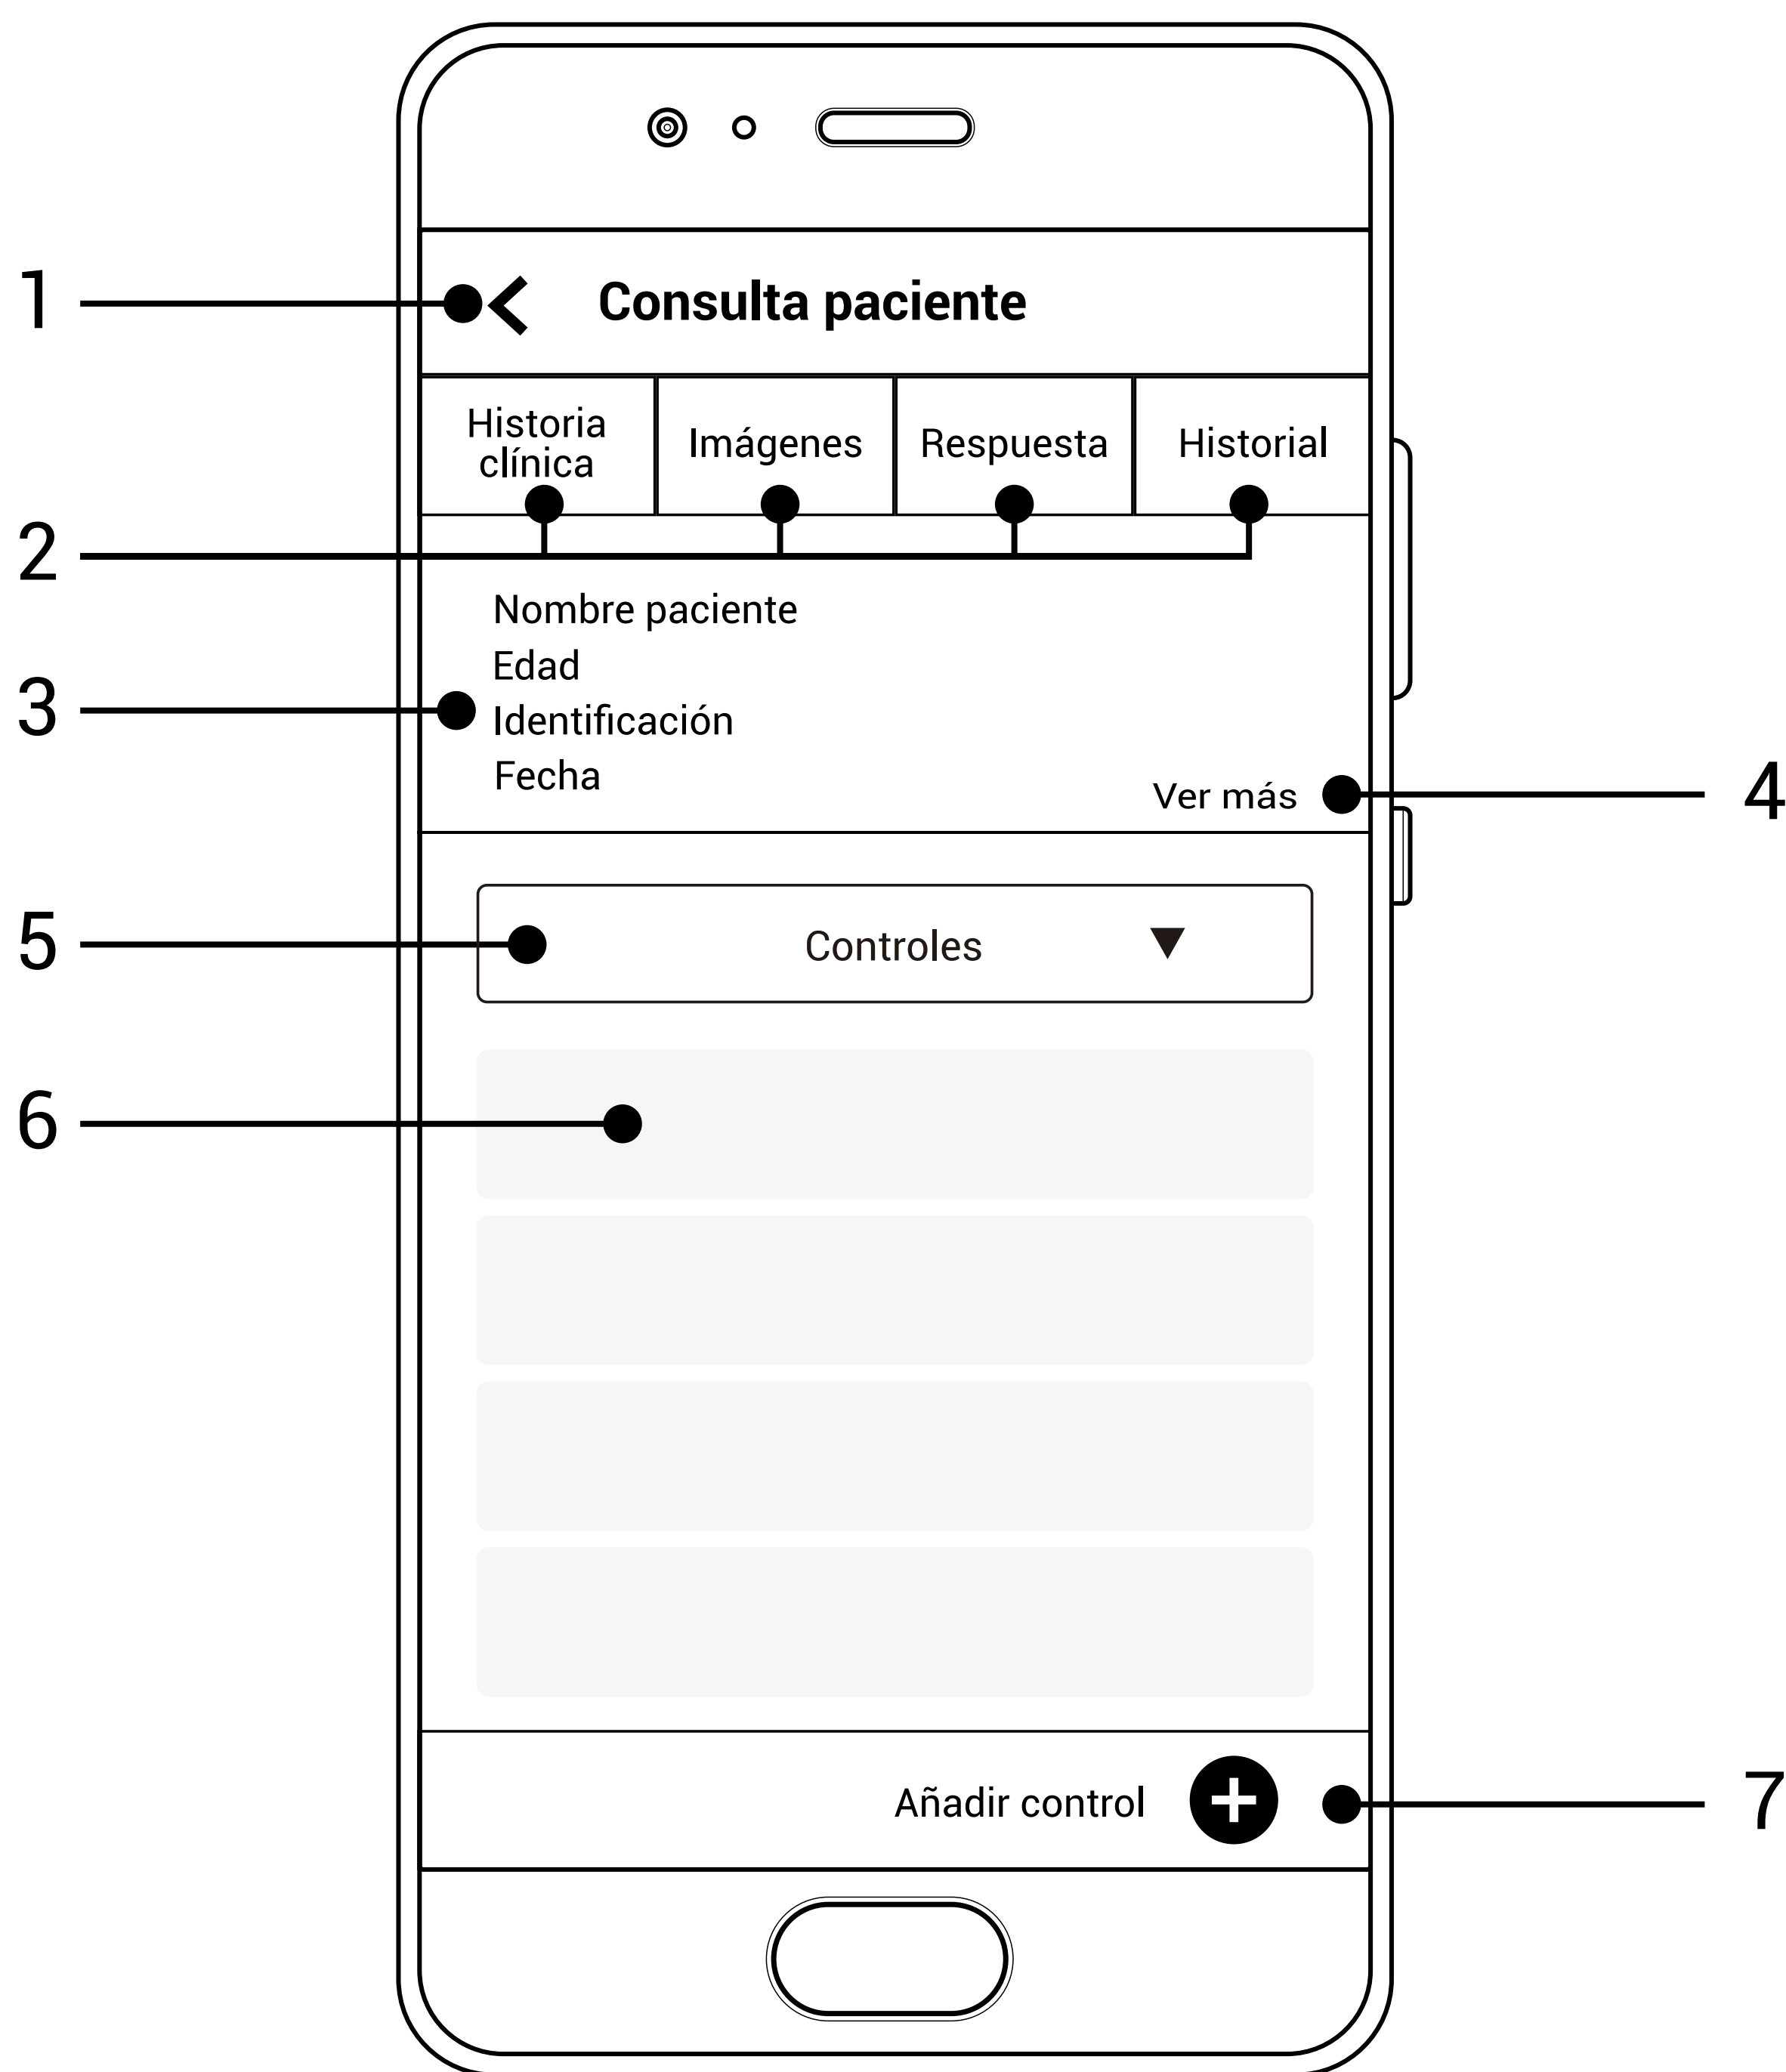 1
Consulta paciente
Historia
clínica
Imágenes
Respuesta
Historial
2
Nombre paciente
Edad
3
Identificación
Fecha
Ver más
4
5
Controles
6
Añadir control
7